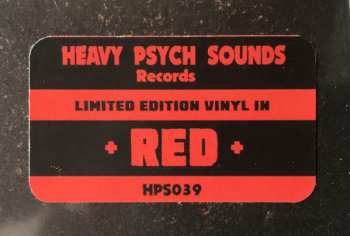 HEAVY PSYCH SOUNDS
Records
LIMITED EDITION VINYL IN
+ RED +
HPS039